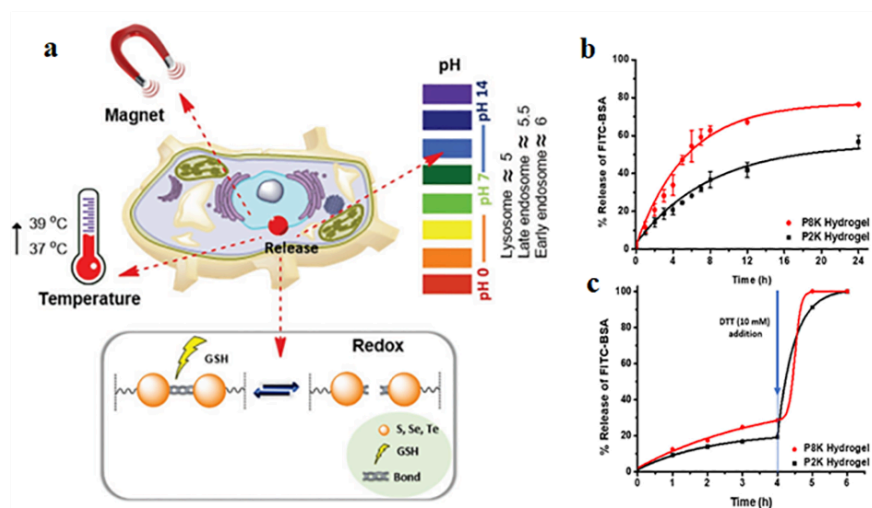 a
Magnet
39 °C
37 °C
Temperature
Release
pH
pH 14
pH 7
pH 0
Lysosome ≈ 5
Late endosome ≈ 5.5
Early endosome ≈ 6
GSH
Redox
S, Se, Te
GSH
Bond
b
% Release of FITC-BSA
100
80
60
40
20
0
P8K Hydrogel
P2K Hydrogel
0 4 8 12 16 20 24
Time (h)
c
% Release of FITC-BSA
100
80
60
40
20
0
DTT (10 mM)
addition
P8K Hydrogel
P2K Hydrogel
0 1 2 3 4 5 6
Time (h)